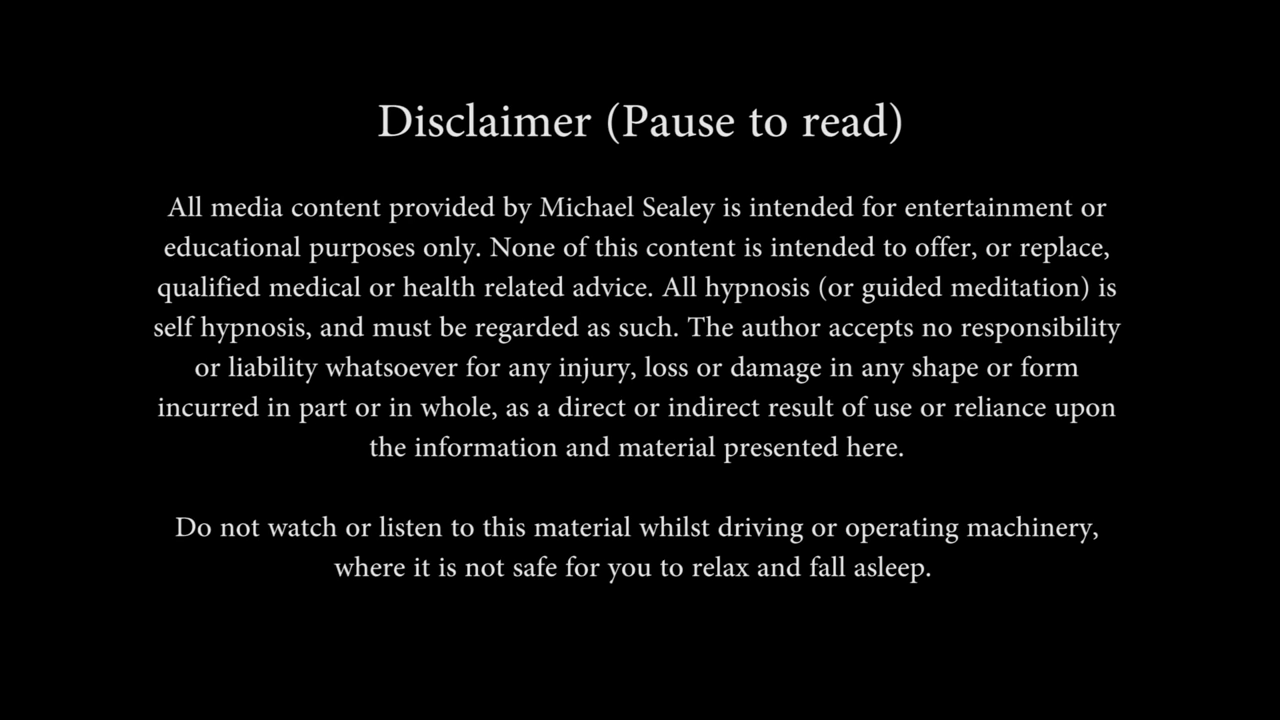 Disclaimer (Pause to read)
All media content provided by Michael Sealey is intended for entertainment or
educational purposes only. None of this content is intended to offer, or replace,
qualified medical or health related advice. All hypnosis (or guided meditation) is
self hypnosis, and must be regarded as such. The author accepts no responsibility
or liability whatsoever for any injury, loss or damage in any shape or form
incurred in part or in whole, as a direct or indirect result of use or reliance upon
the information and material presented here.
Do not watch or listen to this material whilst driving or operating machinery,
where it is not safe for you to relax and fall asleep.